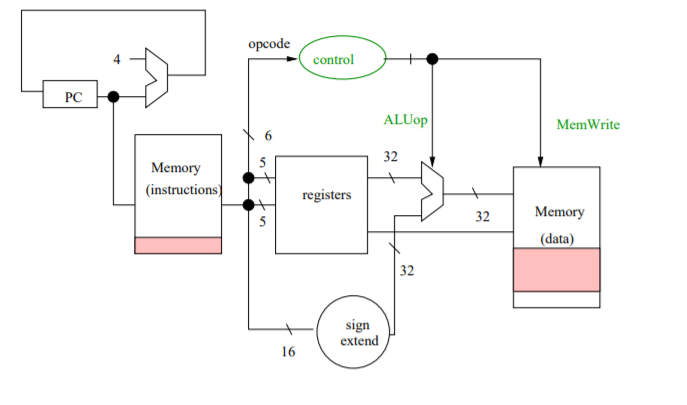 opcode
control
4
PC
ALUop
MemWrite
6
5
32
Memory
(instructions)
registers
5
32
Memory
(data)
32
sign
extend
16